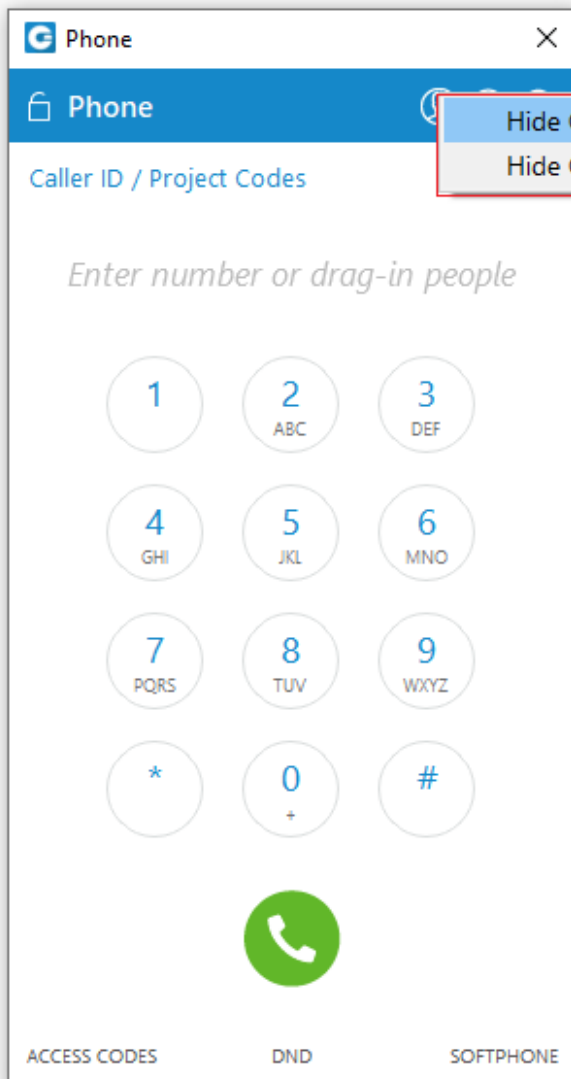 Phone
Phone
Hide
Hide
Caller ID / Project Codes
Enter number or drag-in people
1 2 3
ABC DEF
4 5 6
GHI JKL MNO
7 8 9
PQRS TUV WXYZ
* 0 #
+
ACCESS CODES DND SOFTPHONE